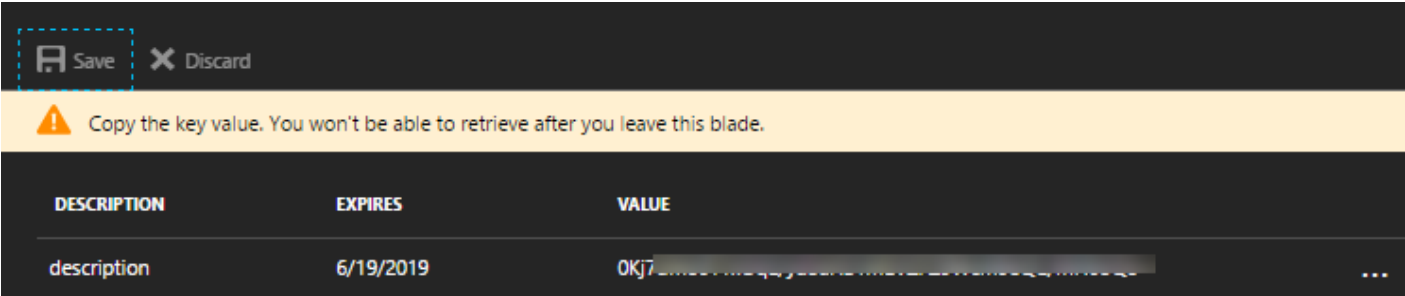 Save Discard
Copy the key value. You won't be able to retrieve after you leave this blade.
DESCRIPTION EXPIRES VALUE
description 6/19/2019 0Kj7 ...